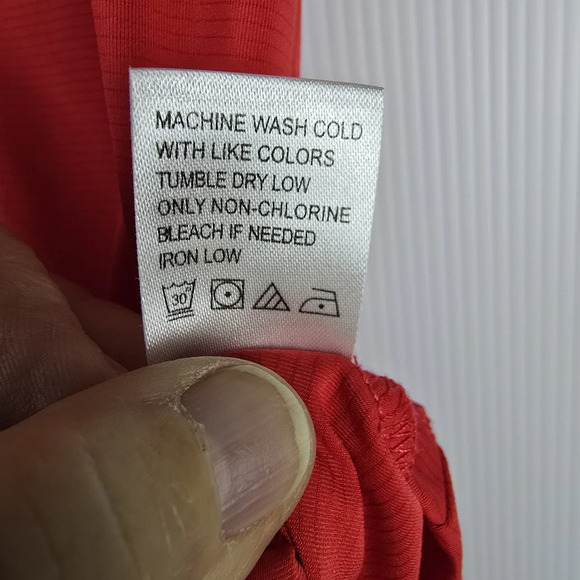 MACHINE WASH COLD
WITH LIKE COLORS
TUMBLE DRY LOW
ONLY NON-CHLORINE
BLEACH IF NEEDED
IRON LOW
30°